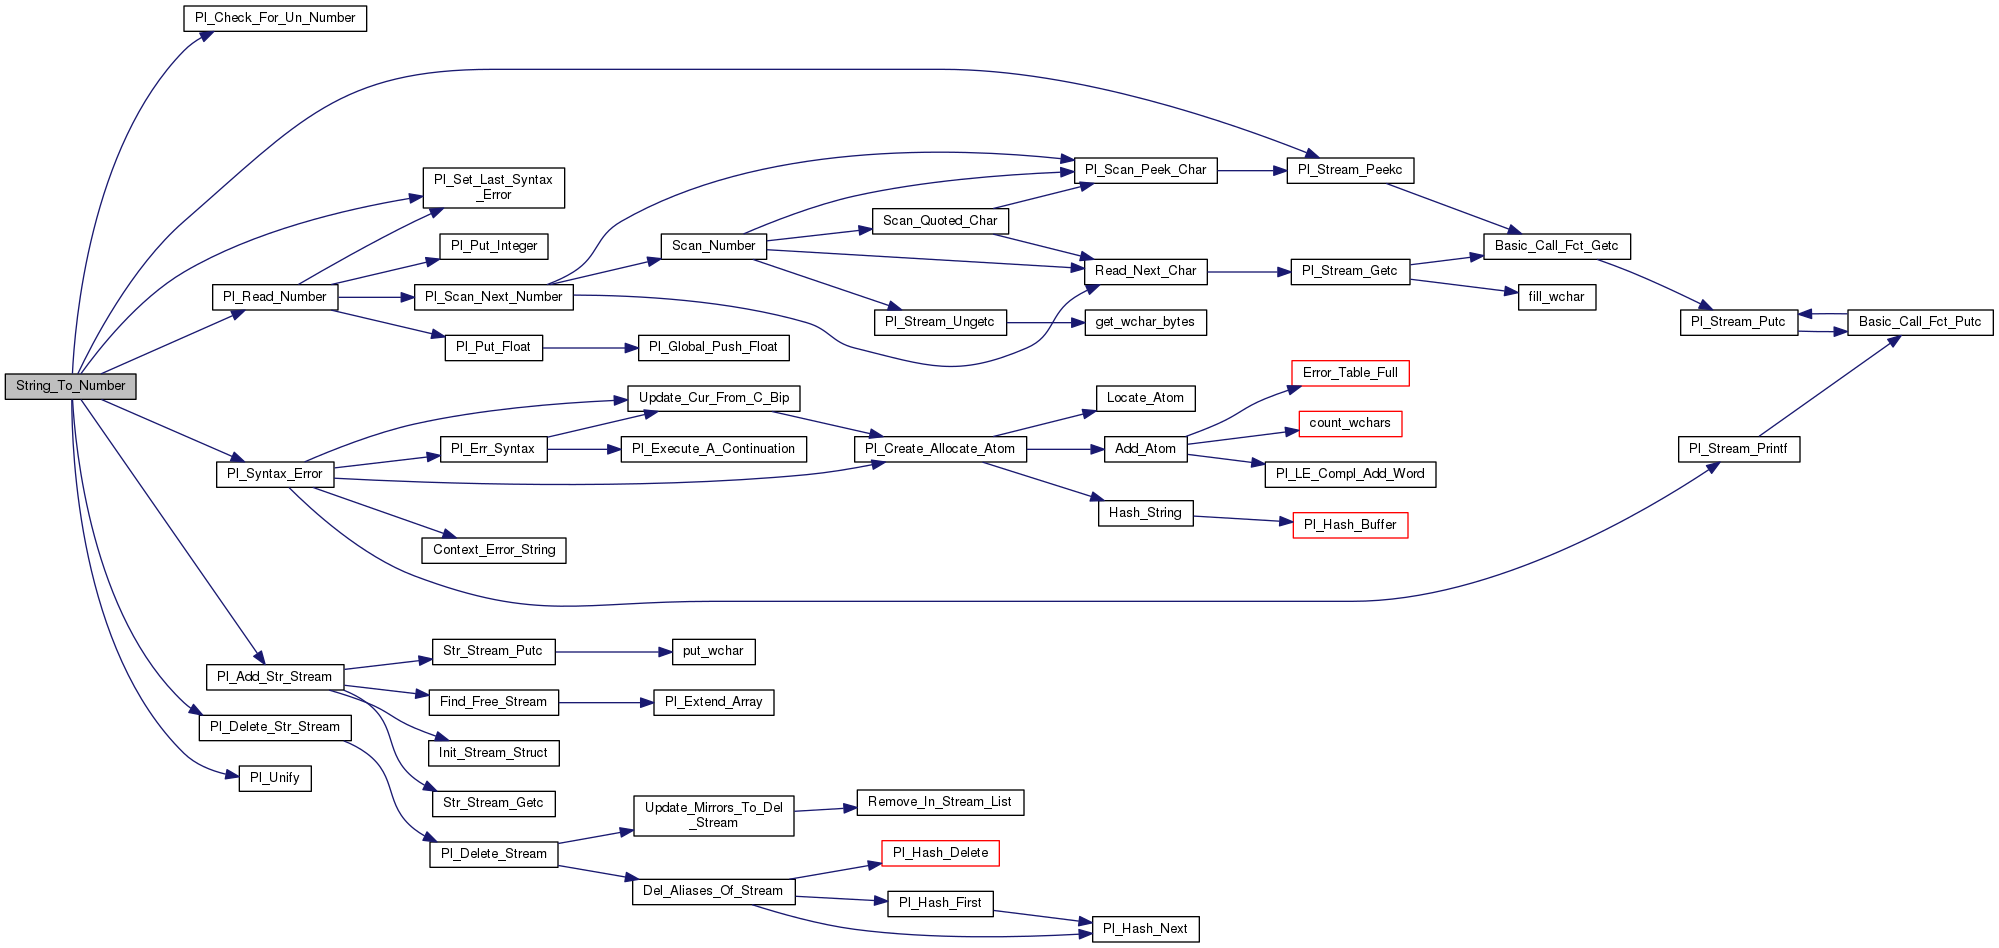 Pl_Check_For_Un_Number
Pl_Set_Last_Syntax
_Error
Pl_Scan_Peek_Char
Pl_Stream_Peekc
Scan_Quoted_Char
Pl_Put_Integer
Scan_Number
Basic_Call_Fct_Getc
Read_Next_Char
Pl_Stream_Getc
Pl_Read_Number
Pl_Scan_Next_Number
fill_wchar
Pl_Stream_Ungetc
get_wchar_bytes
Pl_Stream_Putc
Basic_Call_Fct_Putc
Pl_Put_Float
Pl_Global_Push_Float
String_To_Number
Error_Table_Full
Update_Cur_From_C_Bip
Locate_Atom
count_wchars
Pl_Err_Syntax
Pl_Execute_A_Continuation
Pl_Create_Allocate_Atom
Add_Atom
Pl_Stream_Printf
Pl_Syntax_Error
Pl_LE_Compl_Add_Word
Hash_String
Pl_Hash_Buffer
Context_Error_String
Str_Stream_Putc
put_wchar
Pl_Add_Str_Stream
Find_Free_Stream
Pl_Extend_Array
Pl_Delete_Str_Stream
Init_Stream_Struct
Pl_Unify
Str_Stream_Getc
Update_Mirrors_To_Del
_Stream
Remove_In_Stream_List
Pl_Delete_Stream
Pl_Hash_Delete
Del_Aliases_Of_Stream
Pl_Hash_First
Pl_Hash_Next